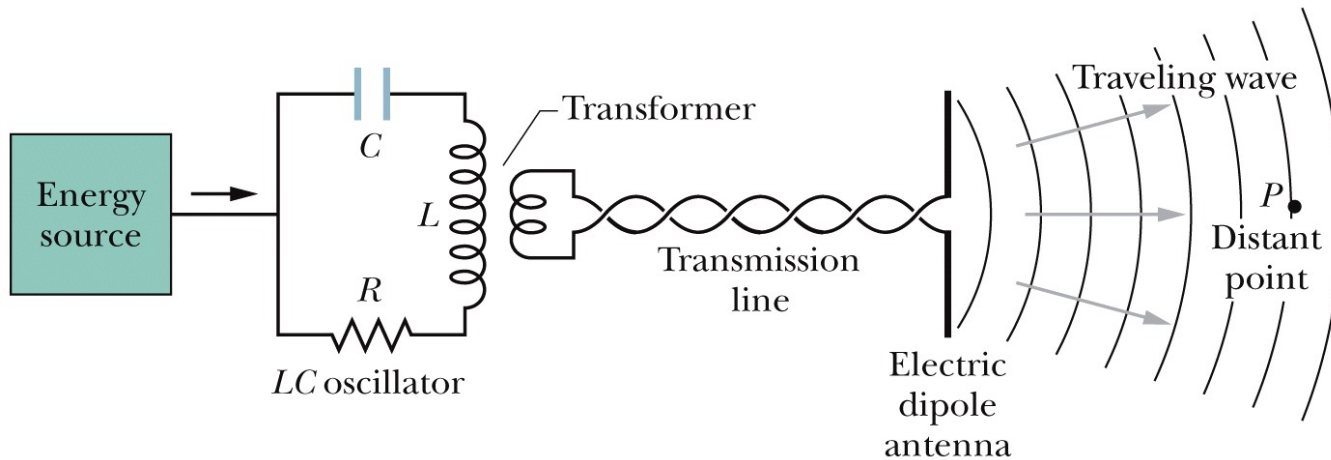 Energy
source
C
R
L
LC oscillator
Transformer
Transmission
line
Electric
dipole
antenna
Traveling wave
P
Distant
point